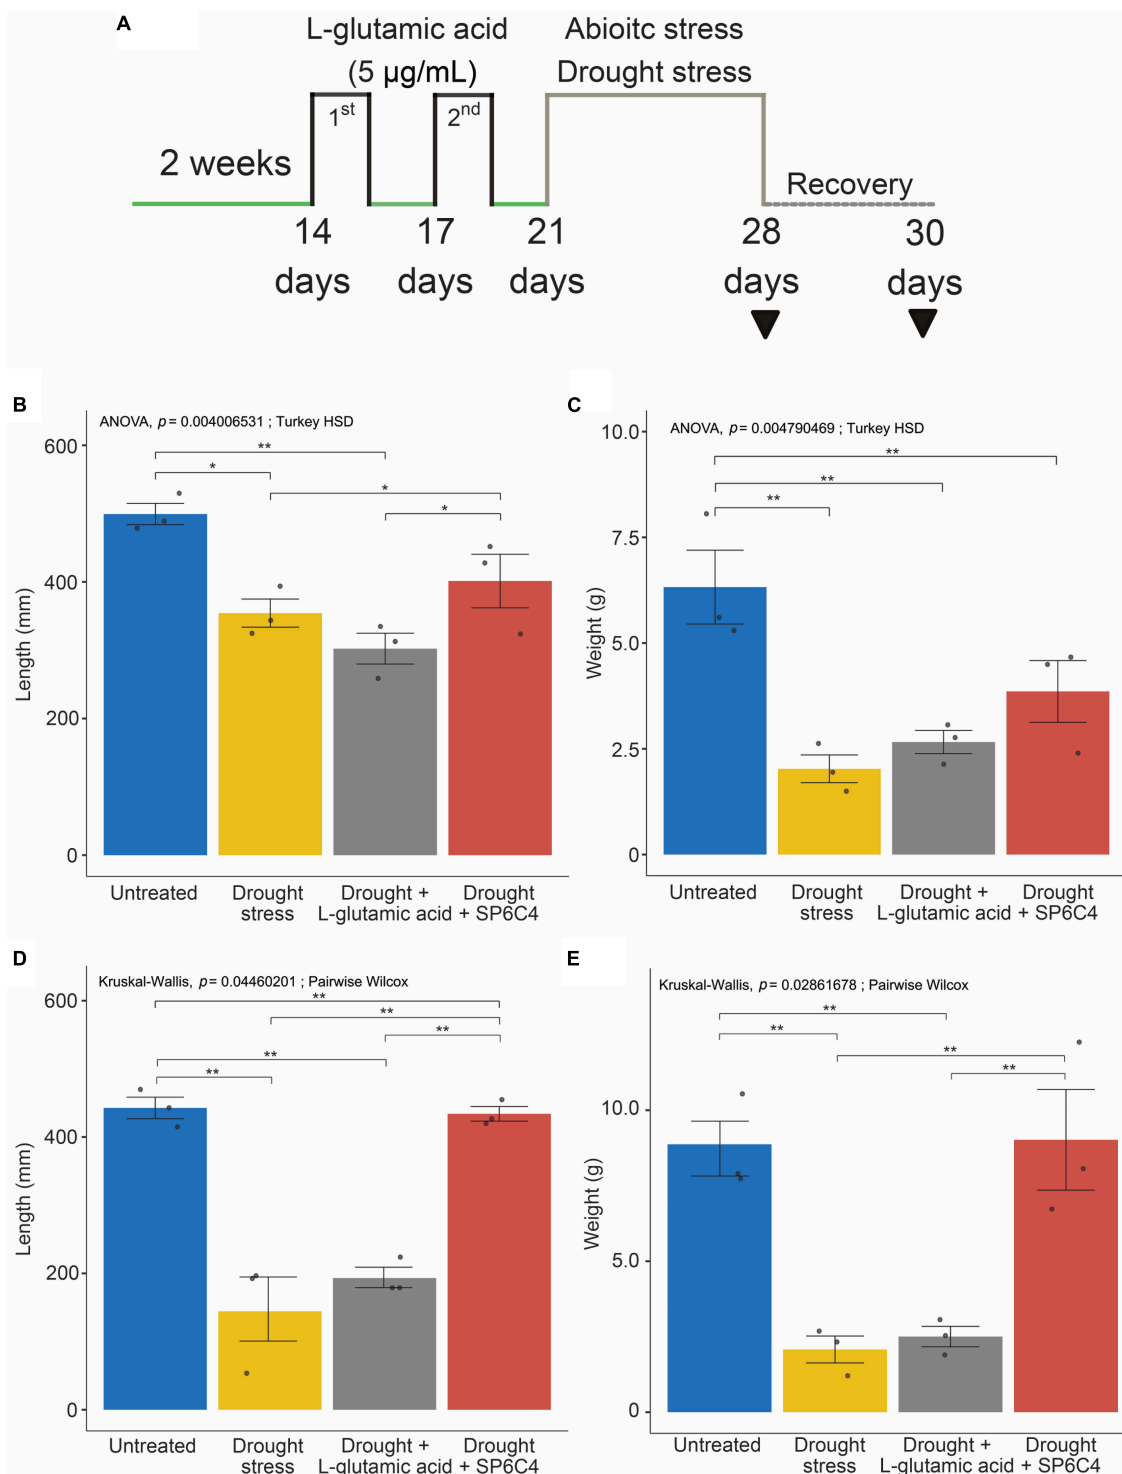 A
L-glutamic acid
(5 µg/mL)
Abioitc stress
Drought stress
1st
2nd
2 weeks
Recovery
14
days
17
days
21
days
28
days
30
days
B
ANOVA, p = 0.004006531 ; Turkey HSD
**
*
*
*
600
400
200
0
Length (mm)
Untreated
Drought
stress
Drought +
L-glutamic acid
Drought
+ SP6C4
C
ANOVA, p = 0.004790469 ; Turkey HSD
**
**
**
10.0
7.5
5.0
2.5
0
Weight (g)
Untreated
Drought
stress
Drought +
L-glutamic acid
Drought
+ SP6C4
D
Kruskal-Wallis, p = 0.04460201 ; Pairwise Wilcox
**
**
**
**
**
600
400
200
0
Length (mm)
Untreated
Drought
stress
Drought +
L-glutamic acid
Drought
+ SP6C4
E
Kruskal-Wallis, p = 0.02861678 ; Pairwise Wilcox
**
**
**
**
10.0
5.0
0
Weight (g)
Untreated
Drought
stress
Drought +
L-glutamic acid
Drought
+ SP6C4